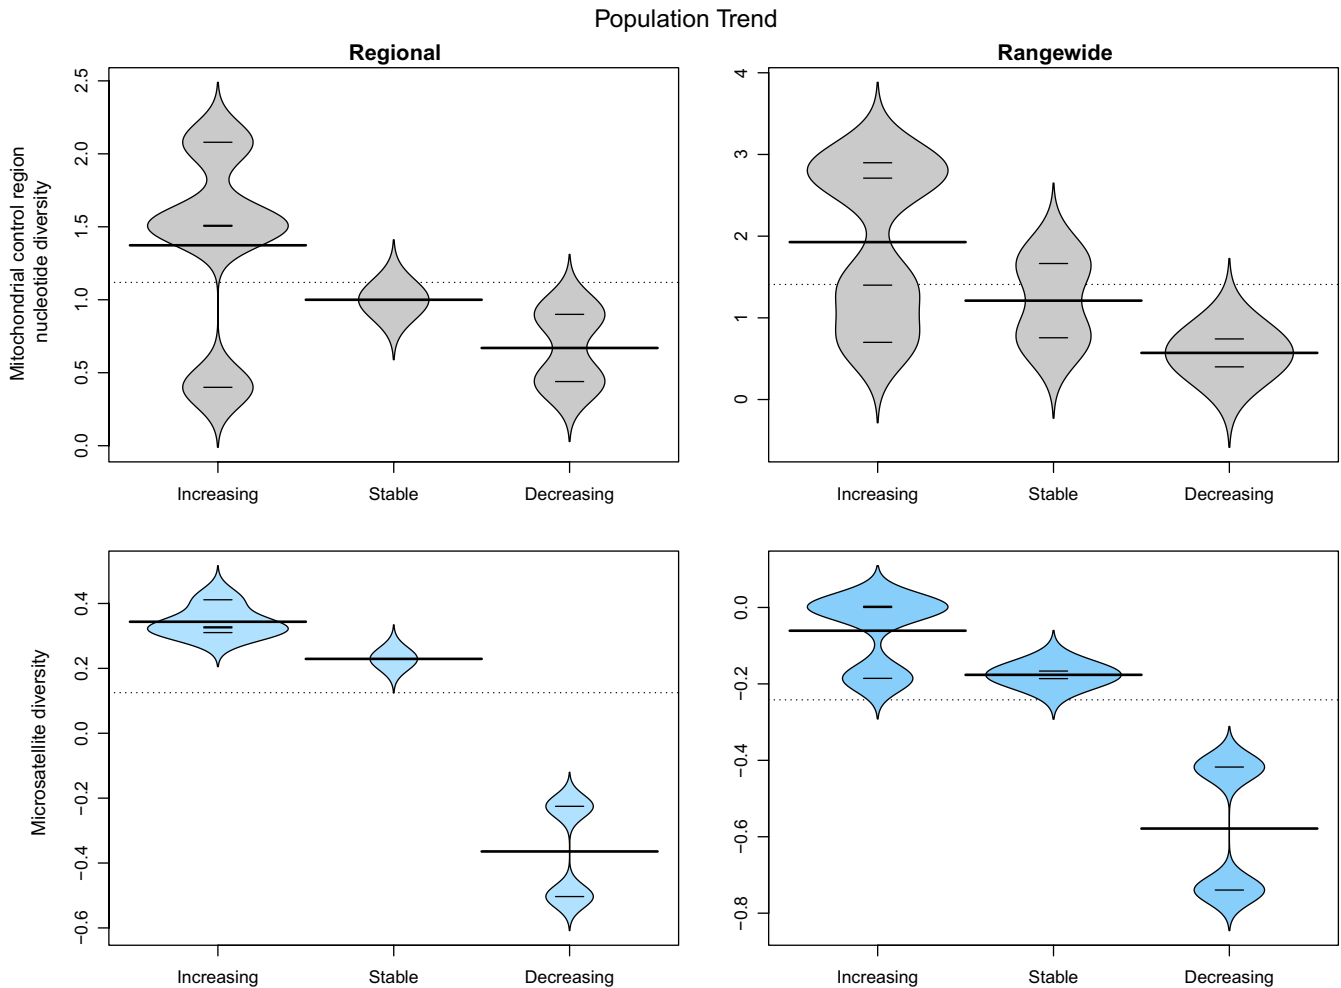 Population Trend
Regional
Rangewide
Mitochondrial control region
nucleotide diversity
2.5
2.0
1.5
1.0
0.5
0.0
Increasing
Stable
Decreasing
4
3
2
1
0
Increasing
Stable
Decreasing
Microsatellite diversity
0.4
0.2
0.0
−0.2
−0.4
−0.6
Increasing
Stable
Decreasing
0.0
−0.2
−0.4
−0.6
−0.8
Increasing
Stable
Decreasing